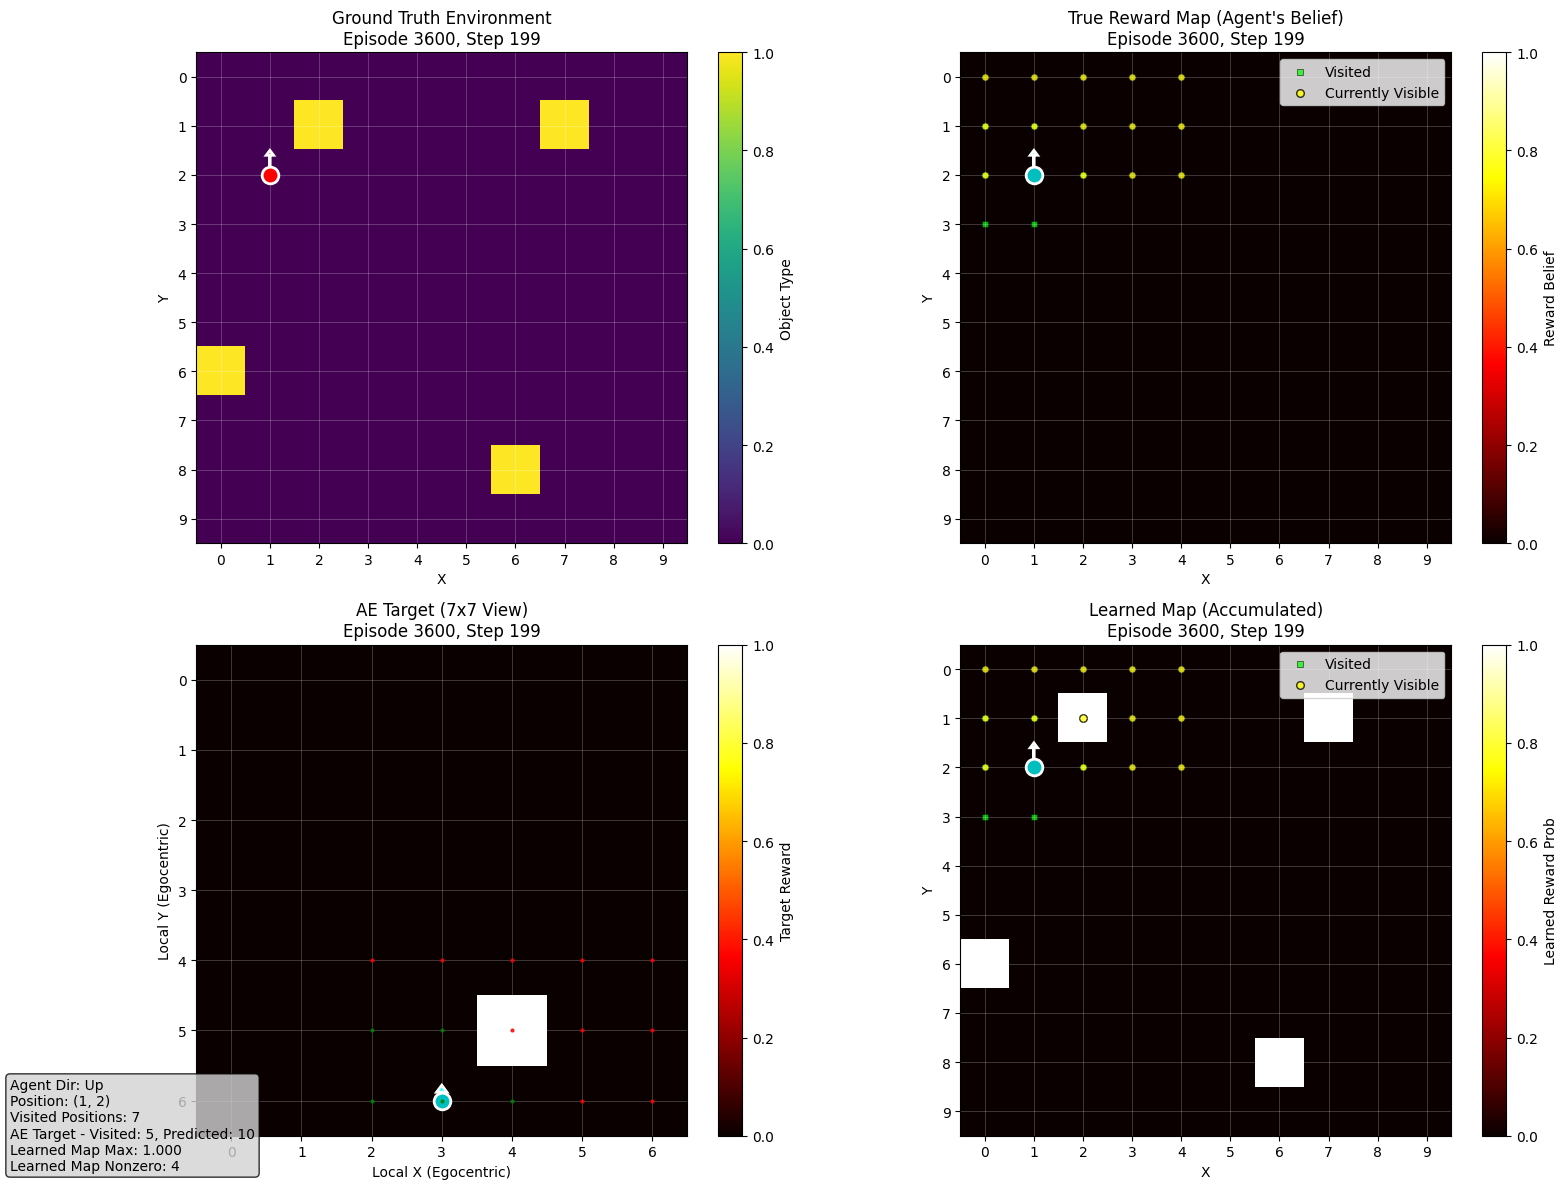 Ground Truth Environment
Episode 3600, Step 199
0
1
2
3
4
5
6
7
8
9
Y
0 1 2 3 4 5 6 7 8 9
X
1.0
0.8
0.6
0.4
0.2
0.0
Object Type
True Reward Map (Agent's Belief)
Episode 3600, Step 199
Visited
Currently Visible
0
1
2
3
4
5
6
7
8
9
Y
0 1 2 3 4 5 6 7 8 9
X
1.0
0.8
0.6
0.4
0.2
0.0
Reward Belief
AE Target (7x7 View)
Episode 3600, Step 199
0
1
2
3
4
5
6
Local Y (Egocentric)
0 1 2 3 4 5 6
Local X (Egocentric)
1.0
0.8
0.6
0.4
0.2
0.0
Target Reward
Learned Map (Accumulated)
Episode 3600, Step 199
Visited
Currently Visible
0
1
2
3
4
5
6
7
8
9
Y
0 1 2 3 4 5 6 7 8 9
X
1.0
0.8
0.6
0.4
0.2
0.0
Learned Reward Prob
Agent Dir: Up
Position: (1, 2)
Visited Positions: 7
AE Target - Visited: 5, Predicted: 10
Learned Map Max: 1.000
Learned Map Nonzero: 4